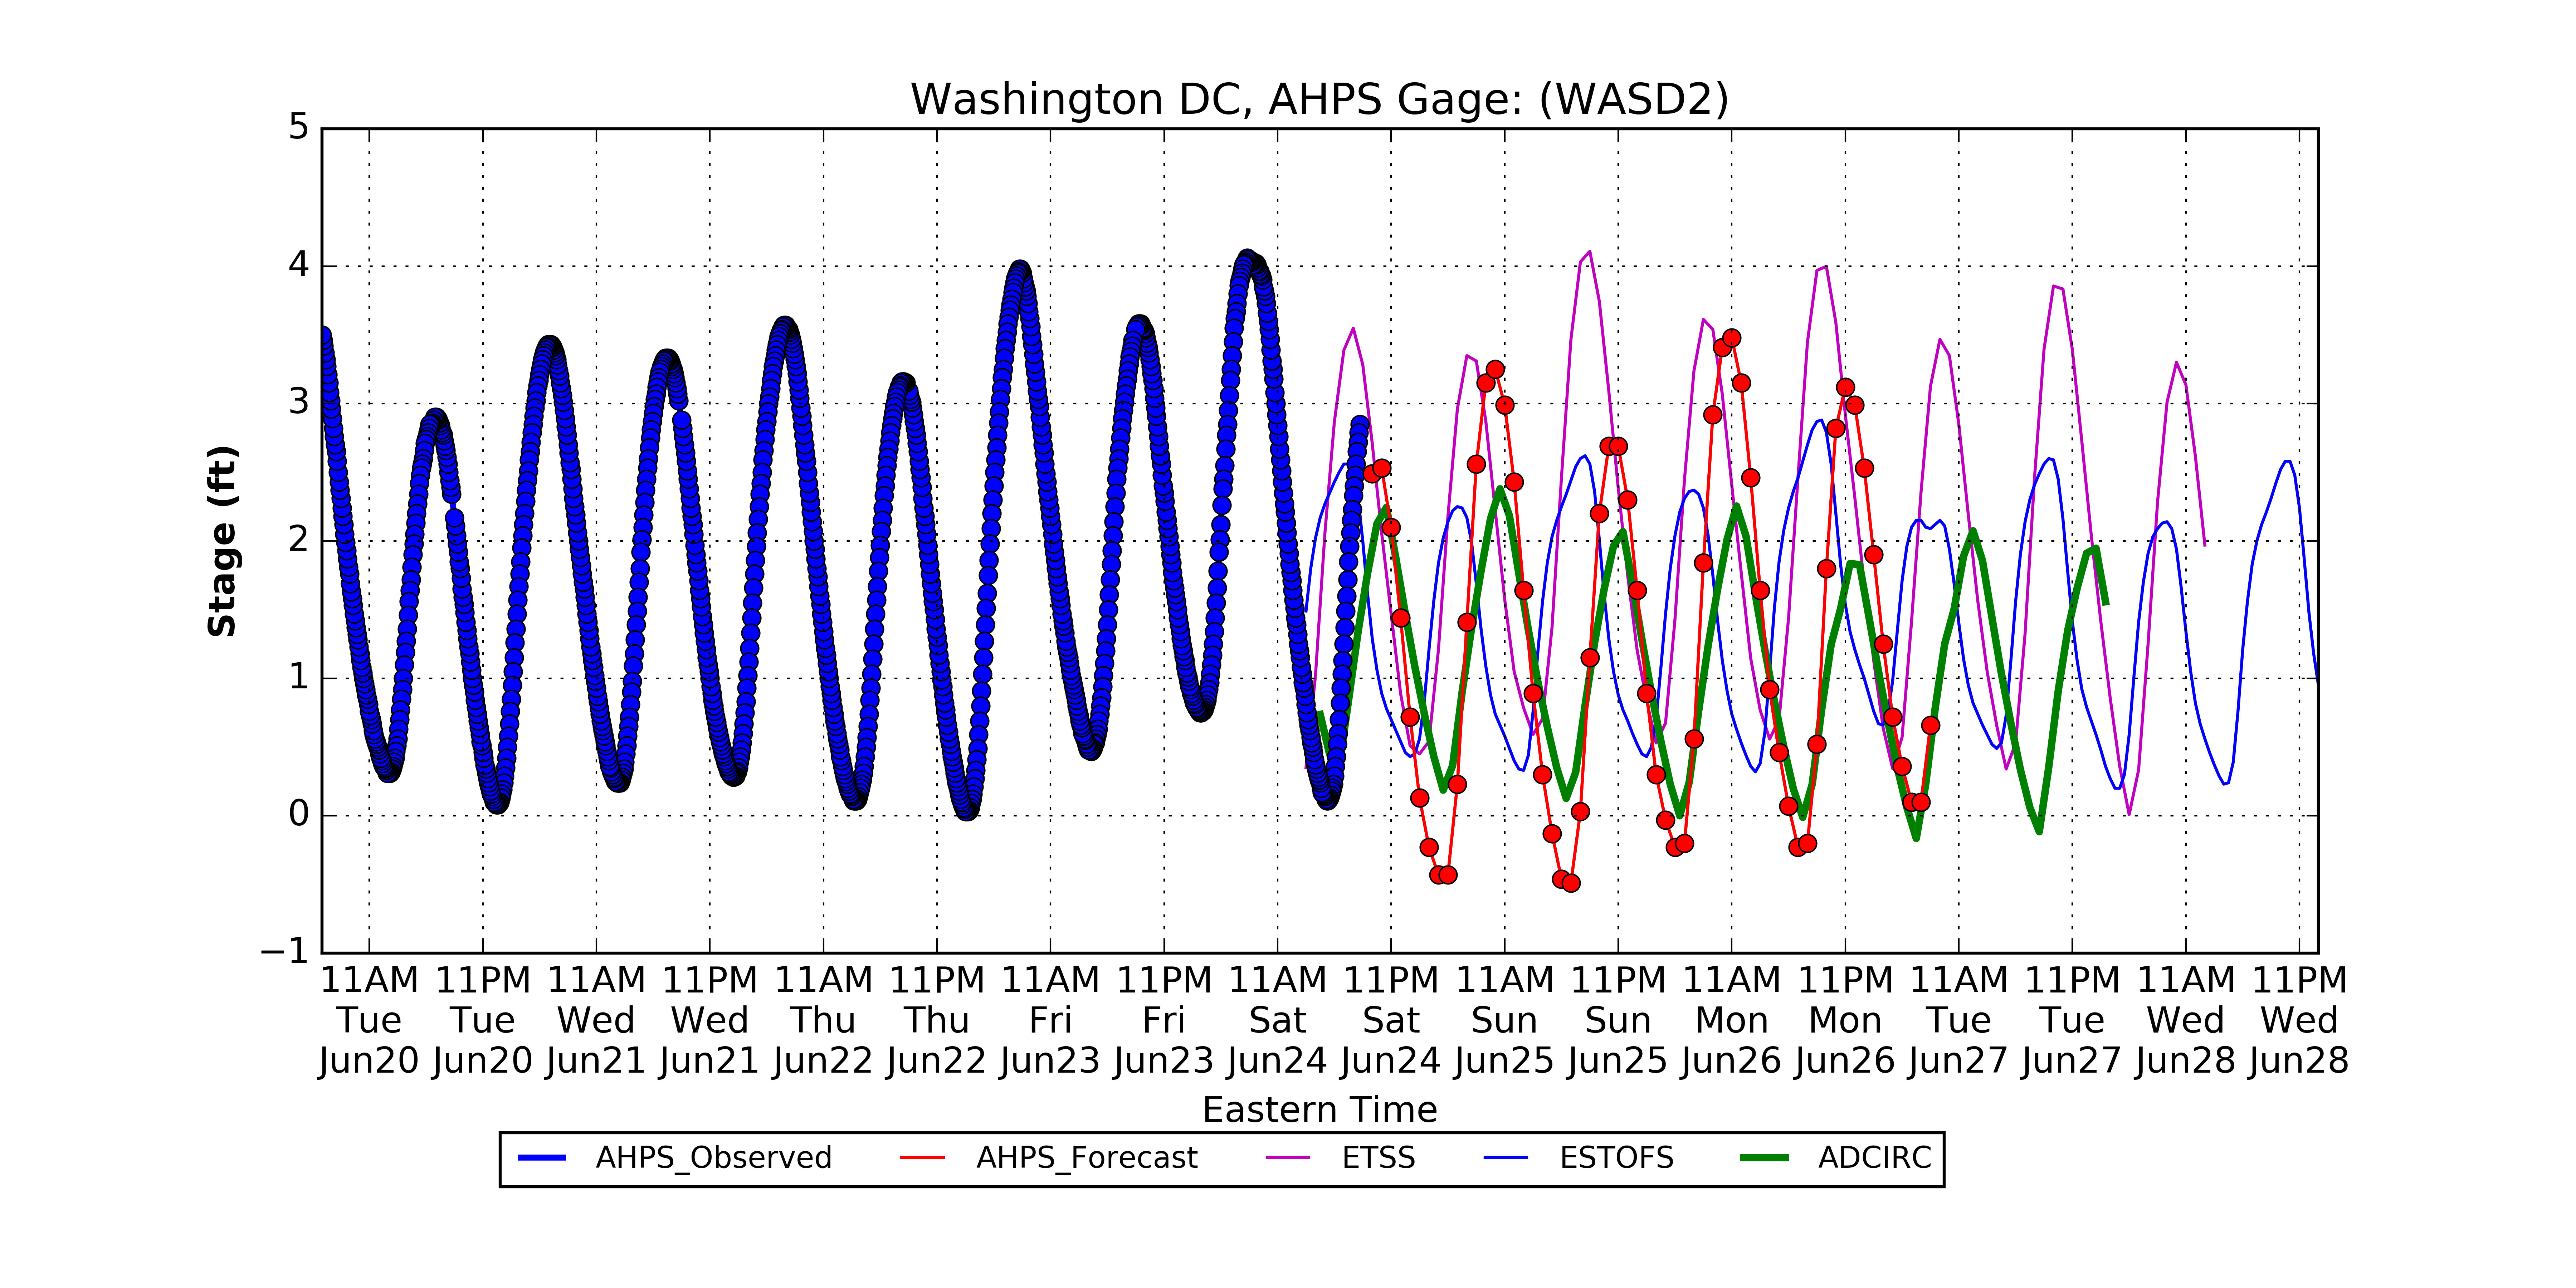 Washington DC, AHPS Gage: (WASD2)
5
4
3
2
1
0
−1
Stage (ft)
11AM 11PM 11AM 11PM 11AM 11PM 11AM 11PM 11AM 11PM 11AM 11PM 11AM 11PM 11AM 11PM 11AM 11PM
Tue Tue Wed Wed Thu Thu Fri Fri Sat Sat Sun Sun Mon Mon Tue Tue Wed Wed
Jun20 Jun20 Jun21 Jun21 Jun22 Jun22 Jun23 Jun23 Jun24 Jun24 Jun25 Jun25 Jun26 Jun26 Jun27 Jun27 Jun28 Jun28
Eastern Time
AHPS_Observed AHPS_Forecast ETSS ESTOFS ADCIRC